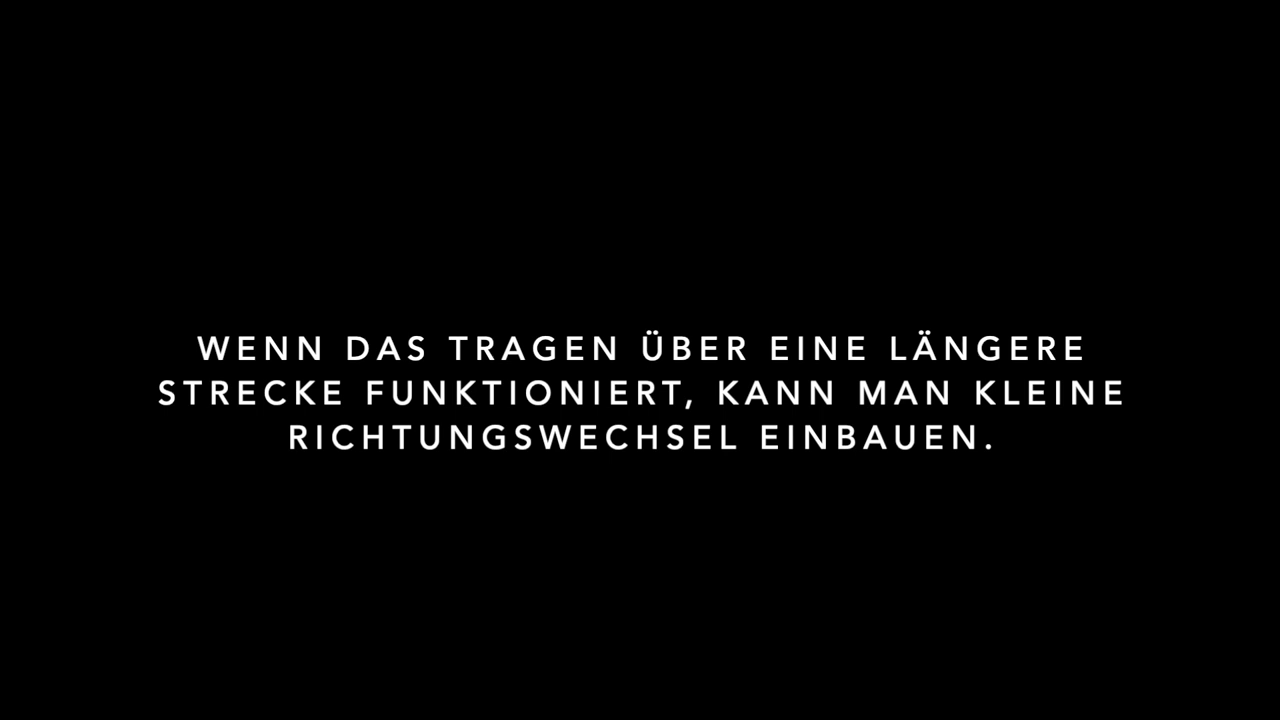 WENN DAS TRAGEN ÜBER EINE LÄNGERE
STRECKE FUNKTIONIERT, KANN MAN KLEINE
RICHTUNGSWECHSEL EINBAUEN.